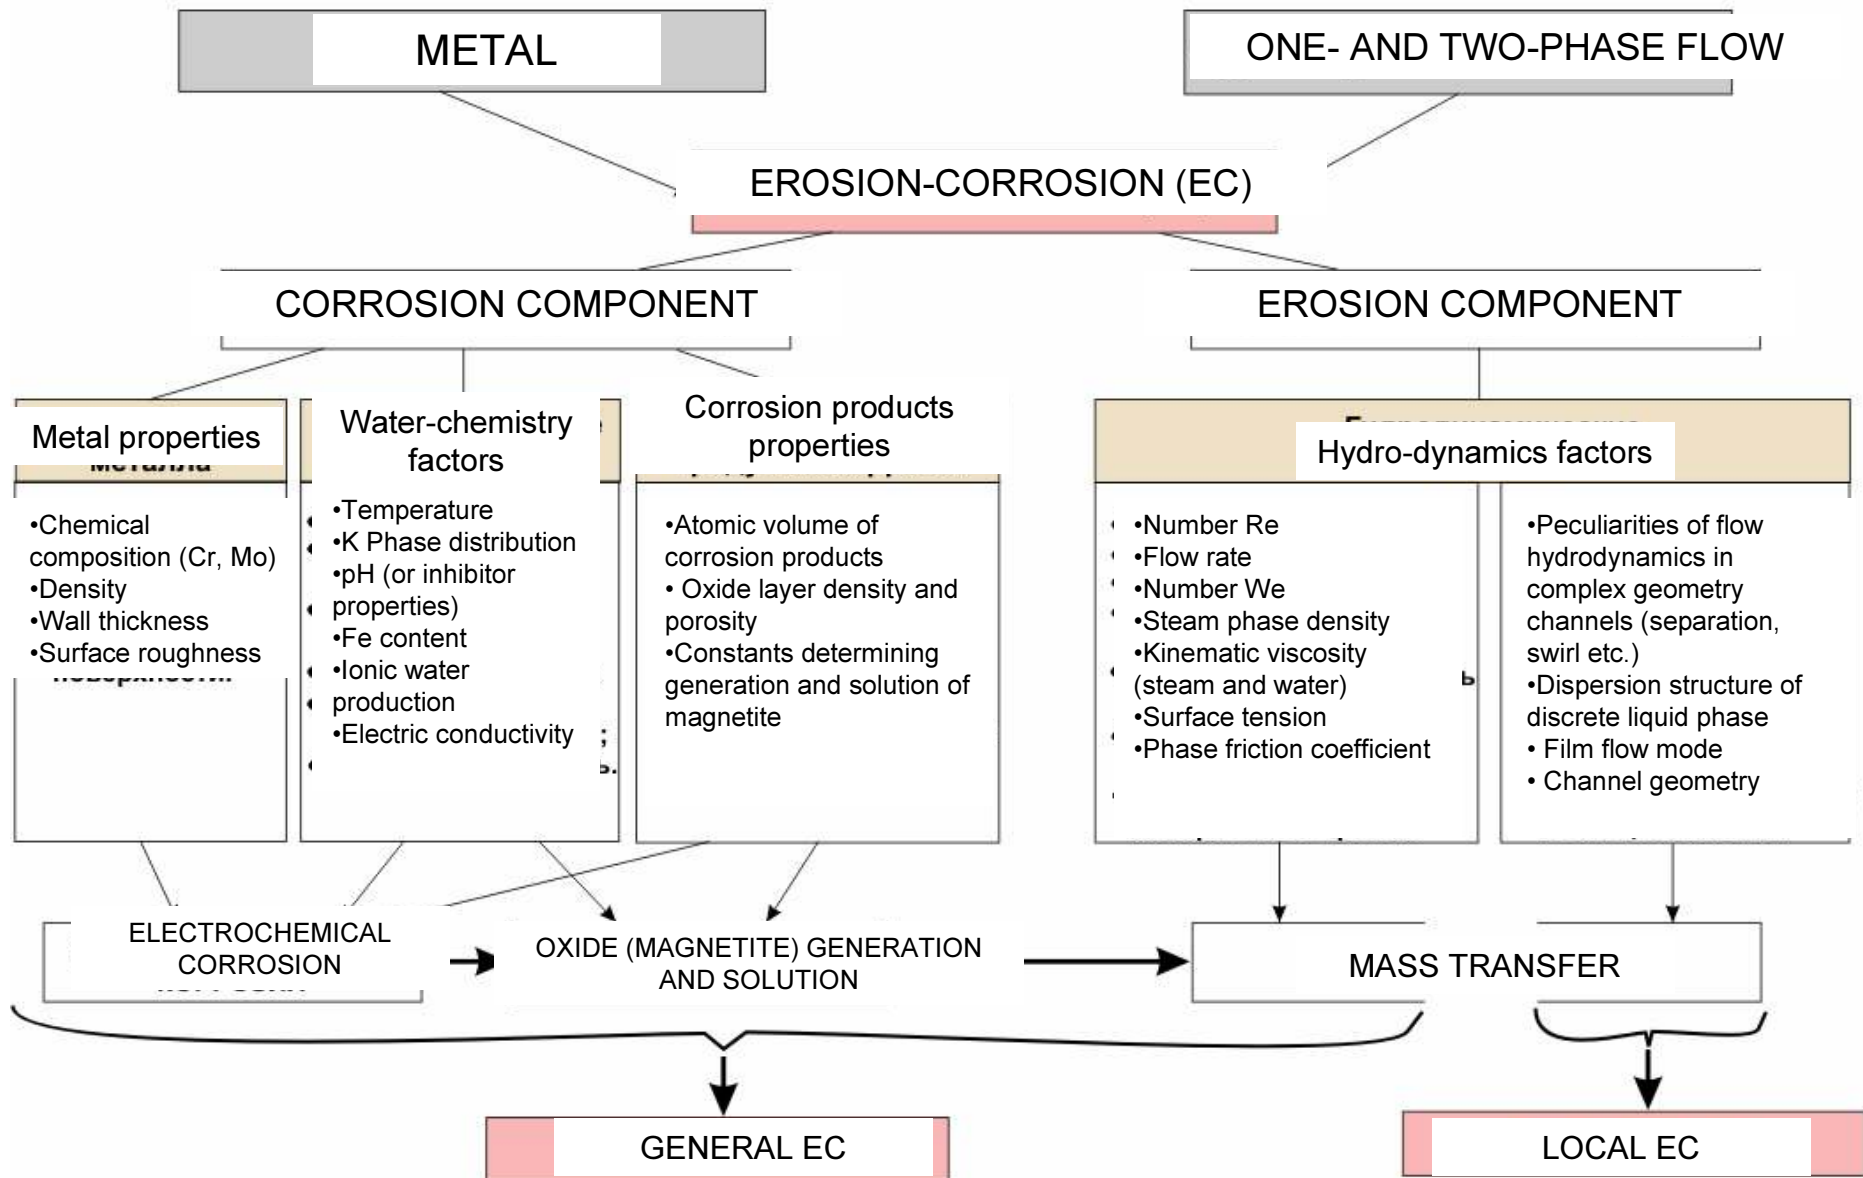 METAL
ONE- AND TWO-PHASE FLOW
EROSION-CORROSION (EC)
CORROSION COMPONENT
EROSION COMPONENT
Metal properties
Water-chemistry
factors
Corrosion products
properties
Hydro-dynamics factors
•Chemical
composition (Cr, Mo)
•Density
•Wall thickness
•Surface roughness
•Temperature
•K Phase distribution
•pH (or inhibitor
properties)
•Fe content
•Ionic water
production
•Electric conductivity
•Atomic volume of
corrosion products
• Oxide layer density and
porosity
•Constants determining
generation and solution of
magnetite
•Number Re
•Flow rate
•Number We
•Steam phase density
•Kinematic viscosity
(steam and water)
•Surface tension
•Phase friction coefficient
•Peculiarities of flow
hydrodynamics in
complex geometry
channels (separation,
swirl etc.)
•Dispersion structure of
discrete liquid phase
• Film flow mode
• Channel geometry
ELECTROCHEMICAL
CORROSION
OXIDE (MAGNETITE) GENERATION
AND SOLUTION
MASS TRANSFER
GENERAL EC
LOCAL EC